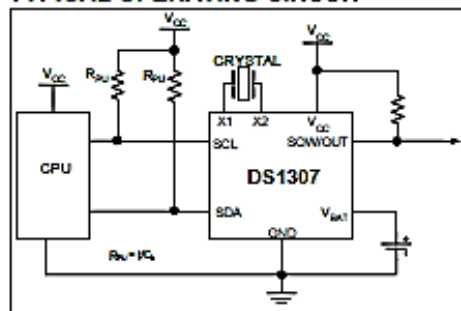 TYPICAL OPERATING CIRCUIT
VCC
VCC
VCC
RPU
RPU
CRYSTAL
X1
X2
VCC
SCL
SQW/OUT
CPU
DS1307
SDA
VBAT
GND